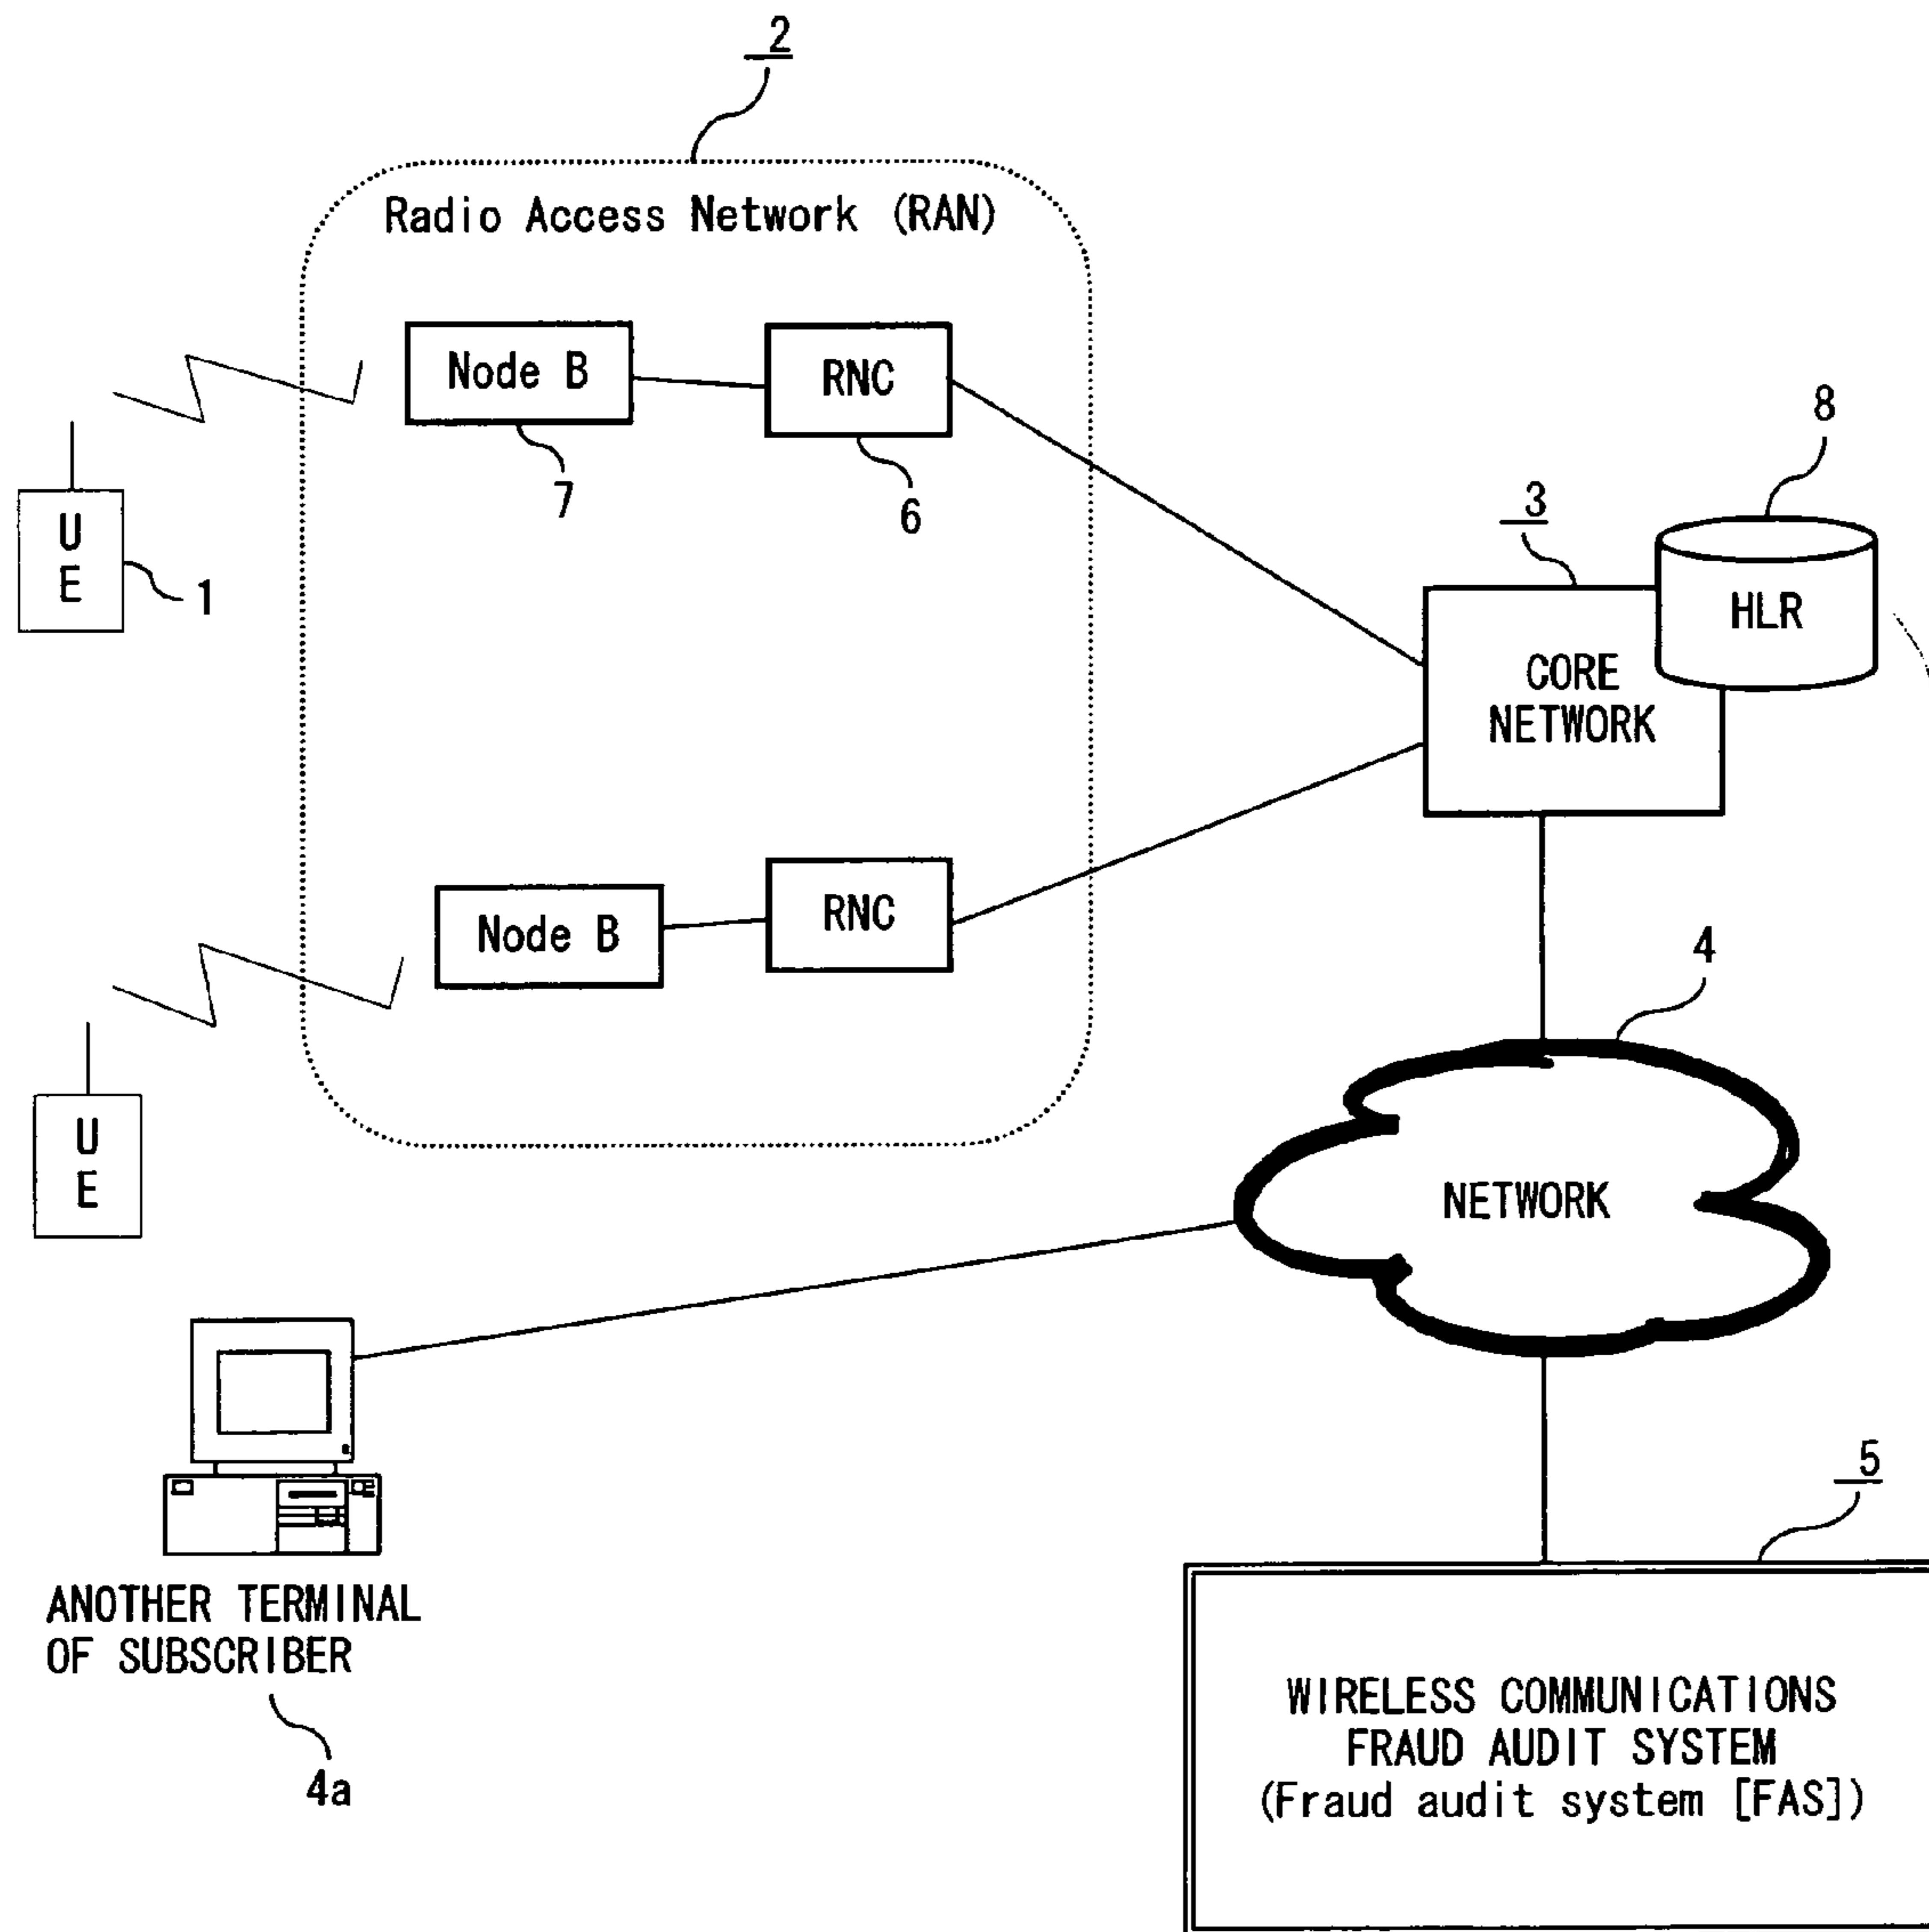 2
Radio Access Network (RAN)
Node B
RNC
7
6
U
E
1
8
3
HLR
CORE
NETWORK
Node B
RNC
4
U
E
NETWORK
5
ANOTHER TERMINAL
OF SUBSCRIBER
4a
WIRELESS COMMUNICATIONS
FRAUD AUDIT SYSTEM
(Fraud audit system [FAS])